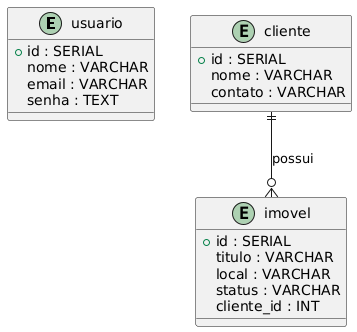 E usuario
id : SERIAL
nome : VARCHAR
email : VARCHAR
senha : TEXT
E cliente
id : SERIAL
nome : VARCHAR
contato : VARCHAR
possui
E imovel
id : SERIAL
titulo : VARCHAR
local : VARCHAR
status : VARCHAR
cliente_id : INT